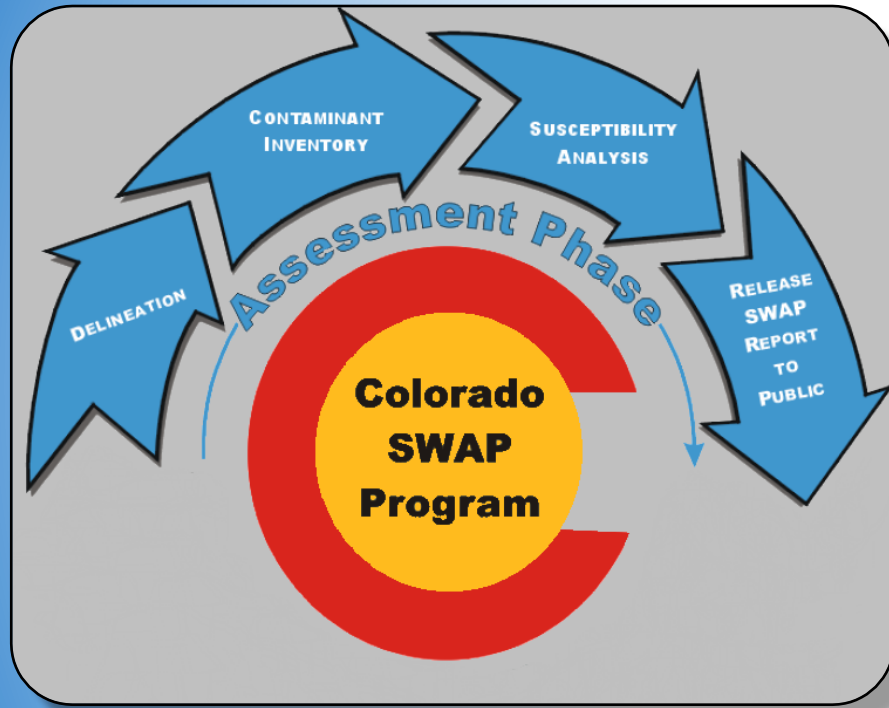 DELINEATION
CONTAMINANT
INVENTORY
SUSCEPTIBILITY
ANALYSIS
RELEASE
SWAP
REPORT
TO
PUBLIC
Assessment Phase
Colorado
SWAP
Program